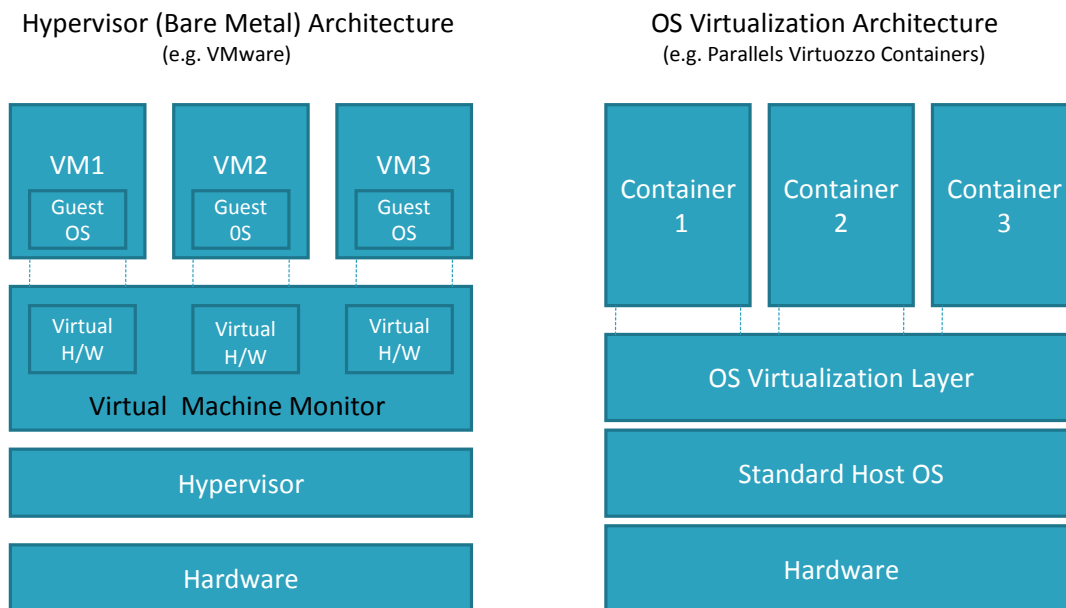 Hypervisor (Bare Metal) Architecture
(e.g. VMware)
VM1
Guest
OS
VM2
Guest
0S
VM3
Guest
OS
Virtual
H/W
Virtual
H/W
Virtual
H/W
Virtual Machine Monitor
Hypervisor
Hardware
OS Virtualization Architecture
(e.g. Parallels Virtuozzo Containers)
Container
1
Container
2
Container
3
OS Virtualization Layer
Standard Host OS
Hardware